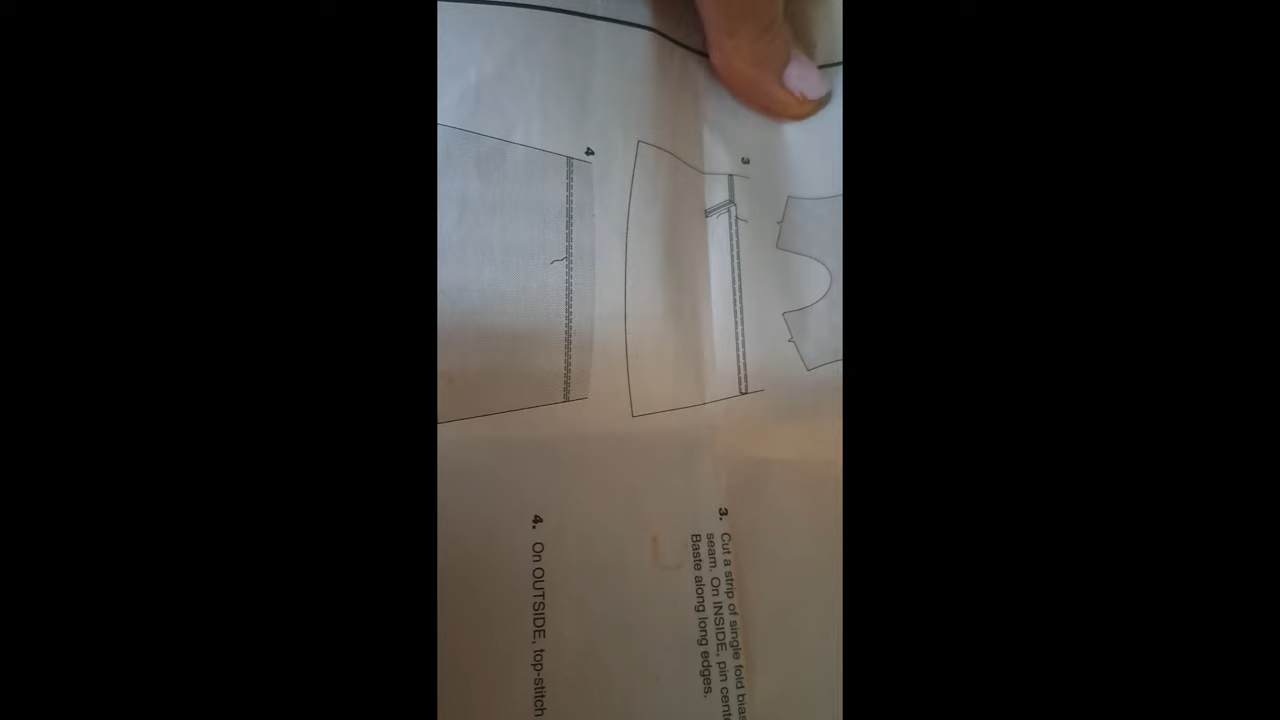 3
4
3. Cut a strip of single fold bias
seam. On INSIDE, pin
Baste along long edges.
4. On OUTSIDE, top-stitch